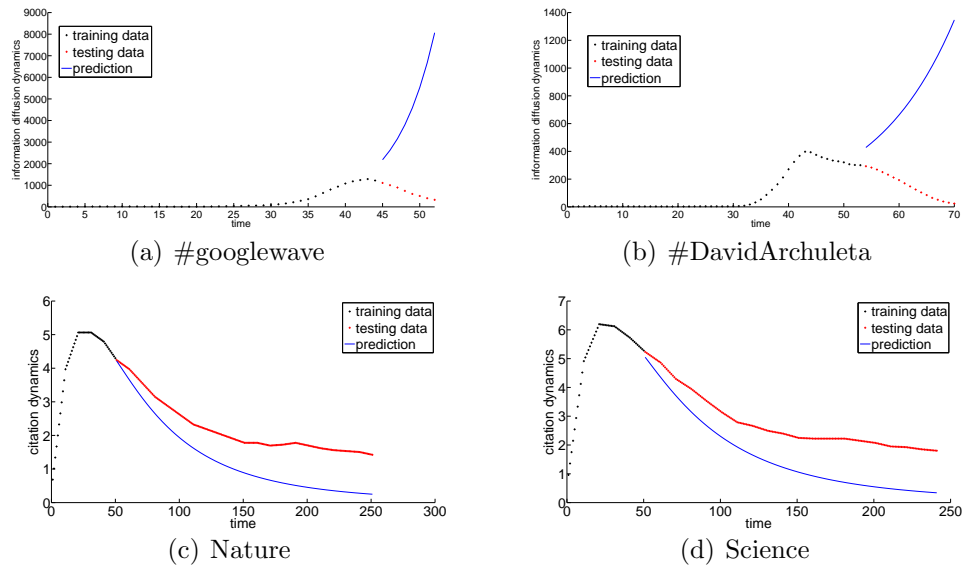 information diffusion dynamics
9000
8000
7000
6000
5000
4000
3000
2000
1000
0
training data
testing data
prediction
0 5 10 15 20 25 30 35 40 45 50
time
(a) #googlewave
information diffusion dynamics
1400
1200
1000
800
600
400
200
0
training data
testing data
prediction
0 10 20 30 40 50 60 70
time
(b) #DavidArchuleta
citation dynamics
6
5
4
3
2
1
0
training data
testing data
prediction
0 50 100 150 200 250 300
time
(c) Nature
citation dynamics
7
6
5
4
3
2
1
0
training data
testing data
prediction
0 50 100 150 200 250
time
(d) Science